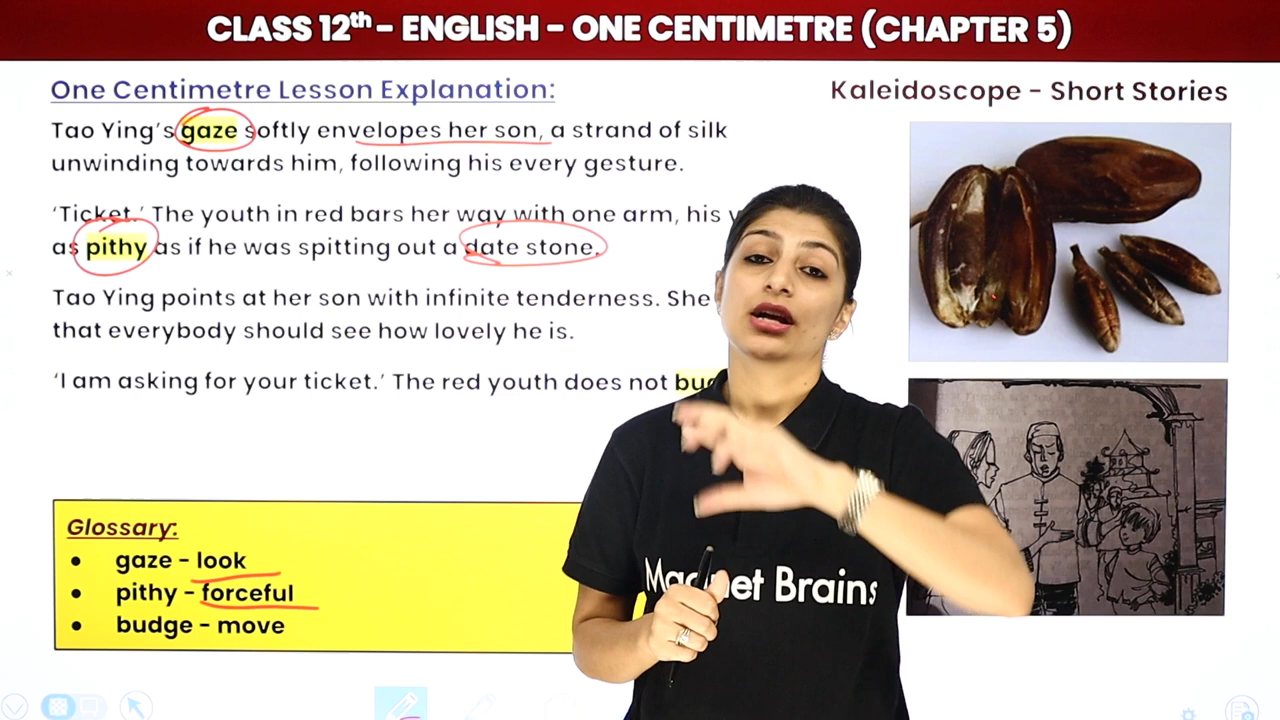 CLASS 12th - ENGLISH - ONE CENTIMETRE (CHAPTER 5)
One Centimetre Lesson Explanation:
Kaleidoscope - Short Stories
Tao Ying's gaze softly envelopes her son, a strand of silk
unwinding towards him, following his every gesture.
'Ticket.' The youth in red bars her way with one arm, his
as pithy as if he was spitting out a date stone.
Tao Ying points at her son with infinite tenderness. She
that everybody should see how lovely he is.
'I am asking for your ticket.' The red youth does not
Glossary:
• gaze - look
• pithy - forceful
• budge - move
Magnet Brains